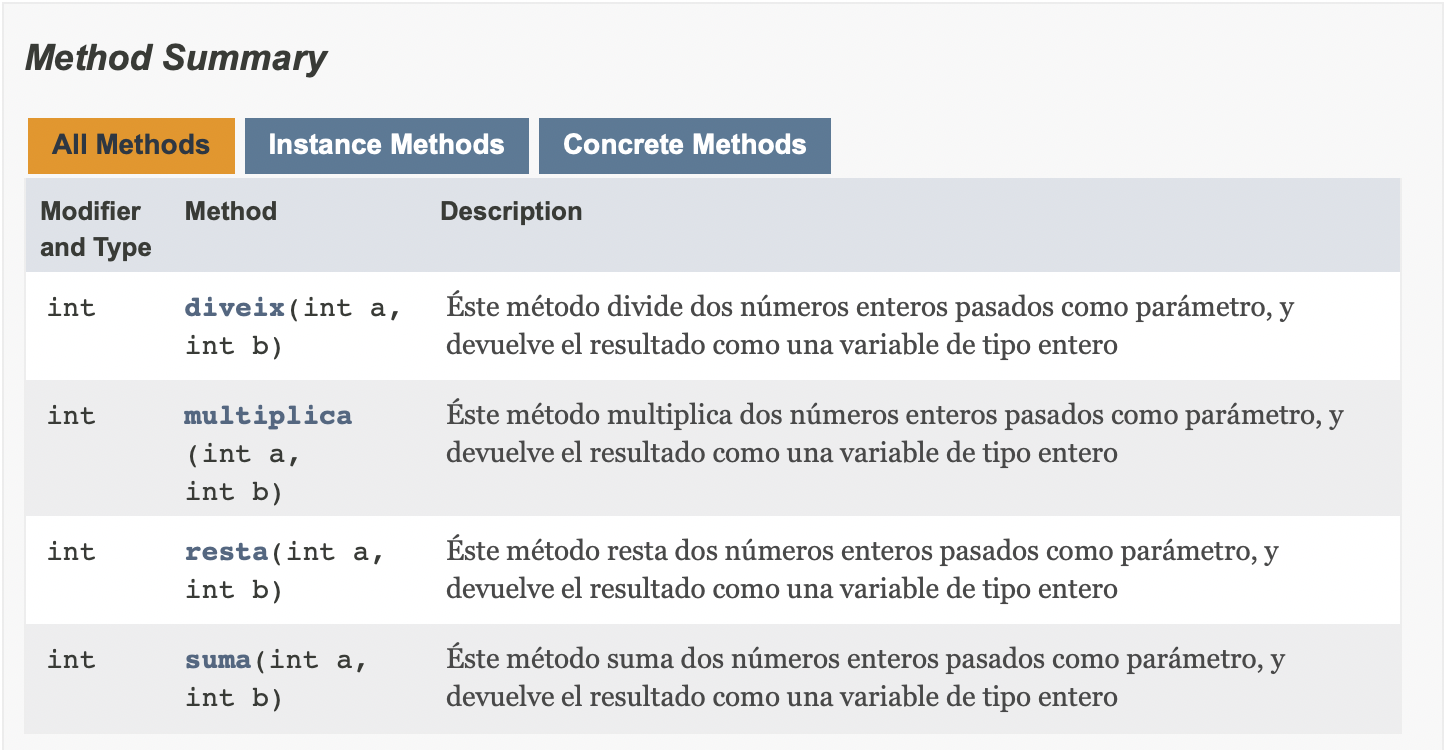 Method Summary
All Methods Instance Methods Concrete Methods
Modifier and Type Method Description
int diveix(int a, int b) Éste método divide dos números enteros pasados como parámetro, y
devuelve el resultado como una variable de tipo entero
int multiplica(int a, int b) Éste método multiplica dos números enteros pasados como parámetro, y
devuelve el resultado como una variable de tipo entero
int resta(int a, int b) Éste método resta dos números enteros pasados como parámetro, y
devuelve el resultado como una variable de tipo entero
int suma(int a, int b) Éste método suma dos números enteros pasados como parámetro, y
devuelve el resultado como una variable de tipo entero